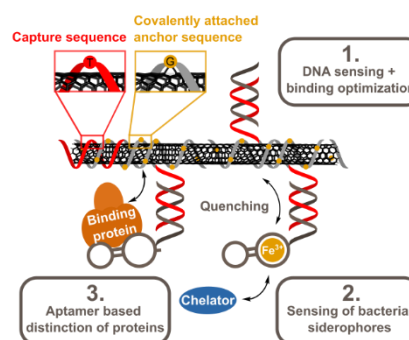 Capture sequence
Covalently attached
anchor sequence
T
G
1.
DNA sensing +
binding optimization
Binding
protein
Quenching
Fe3+
3.
Aptamer based
distinction of proteins
Chelator
2.
Sensing of bacterial
siderophores